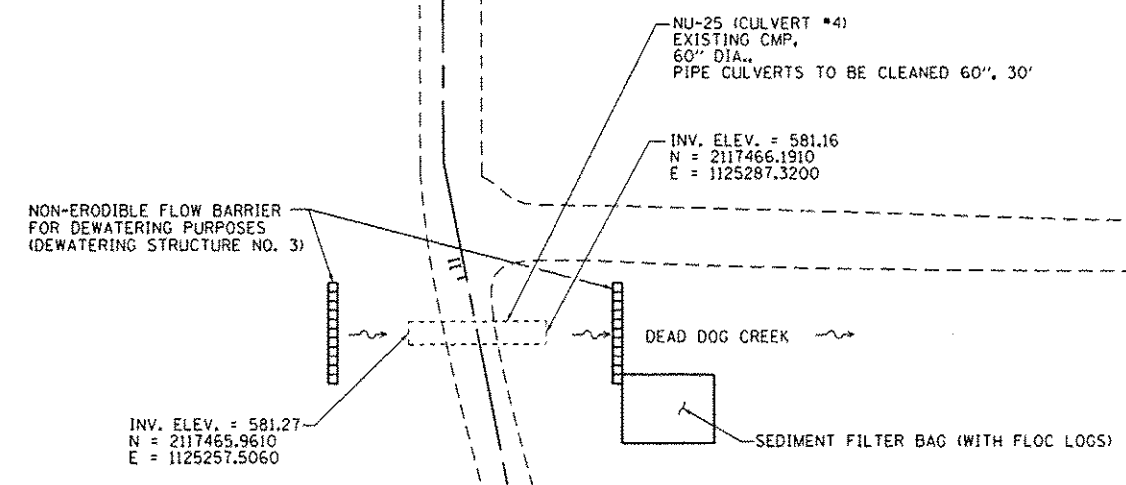 NU-25 (CULVERT #4)
EXISTING CMP,
60" DIA.,
PIPE CULVERTS TO BE CLEANED 60", 30'
INV. ELEV. = 581.16
N = 2117466.1910
E = 1125287.3200
NON-ERODIBLE FLOW BARRIER
FOR DEWATERING PURPOSES
(DEWATERING STRUCTURE NO. 3)
DEAD DOG CREEK
INV. ELEV. = 581.27
N = 2117465.9610
E = 1125257.5060
SEDIMENT FILTER BAG (WITH FLOC LOGS)